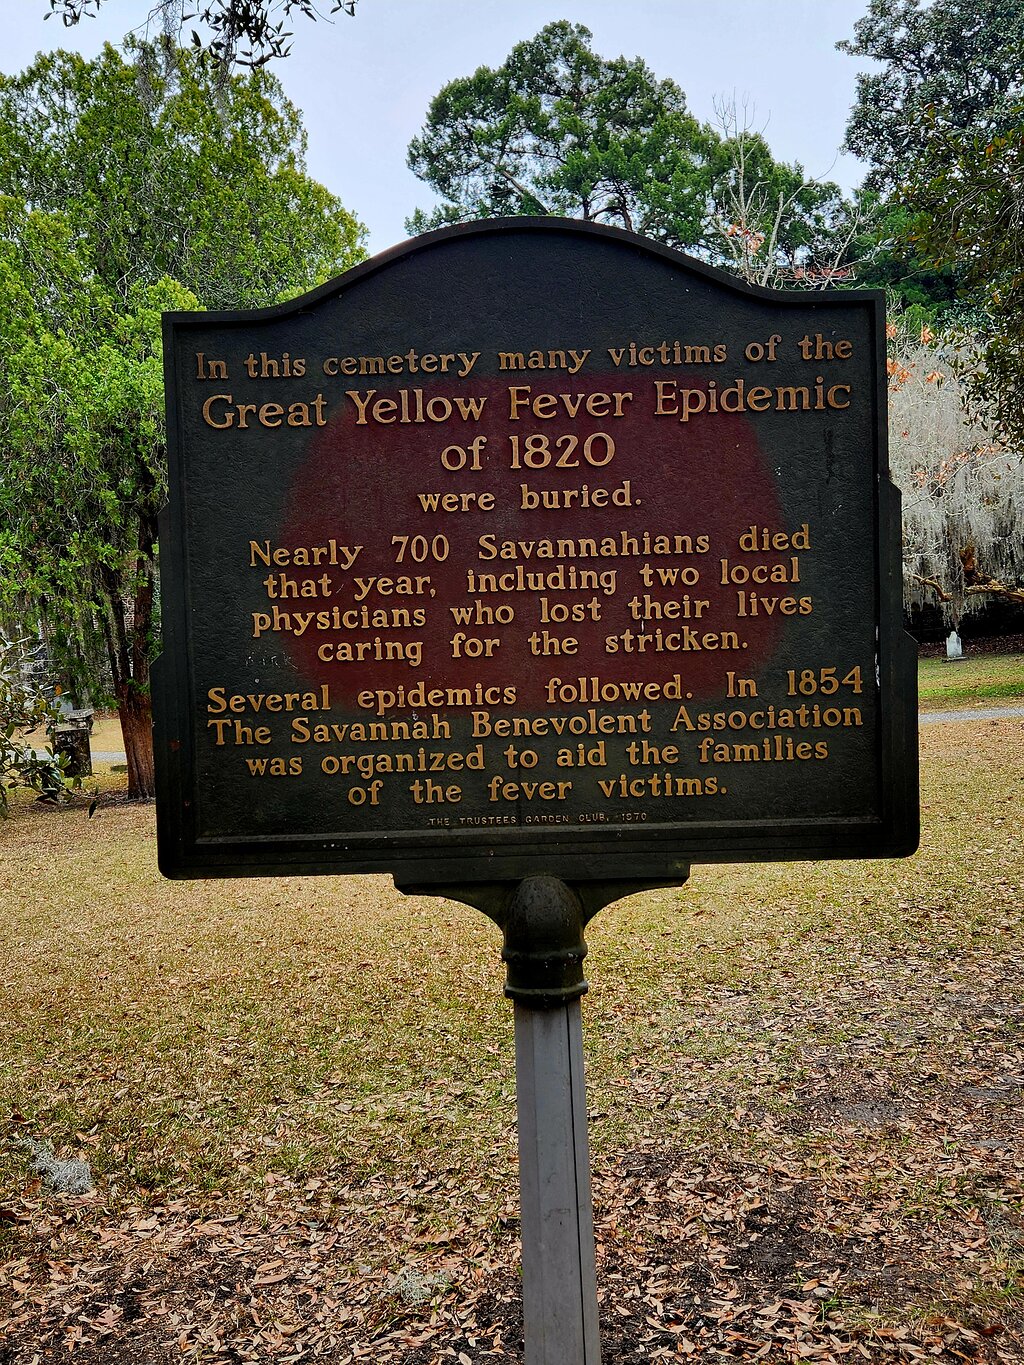 In this cemetery many victims of the
Great Yellow Fever Epidemic
of 1820
were buried.
Nearly 700 Savannahians died
that year, including two local
physicians who lost their lives
caring for the stricken.
Several epidemics followed. In 1854
The Savannah Benevolent Association
was organized to aid the families
of the fever victims.
THE TRUSTEES GARDEN CLUB, 1970